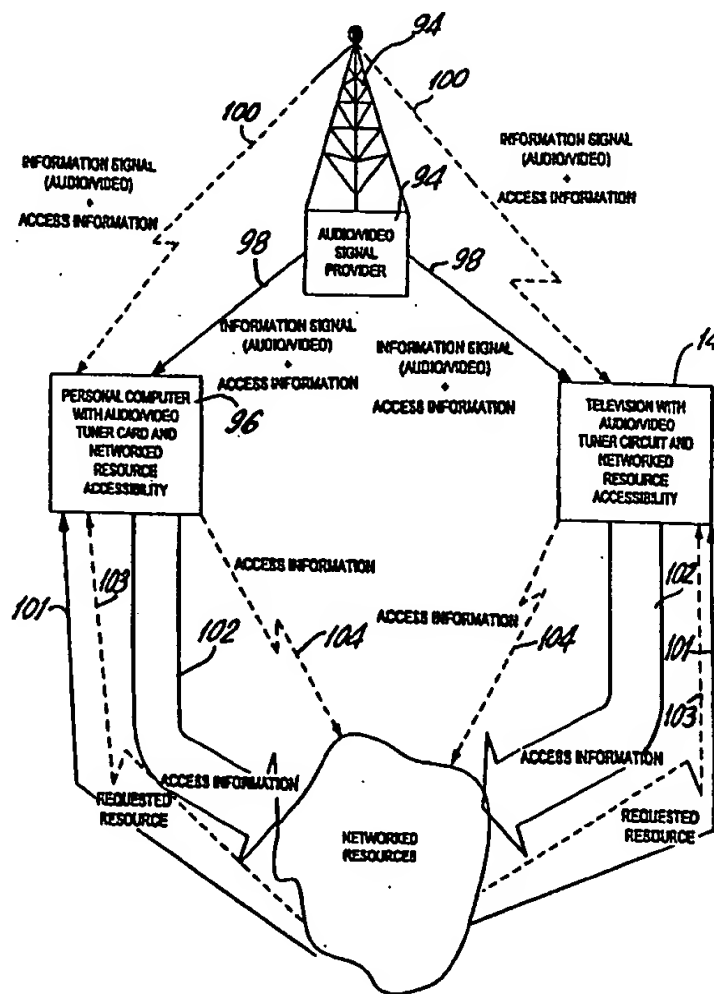 94
100
100
INFORMATION SIGNAL
(AUDIO/VIDEO)
+
ACCESS INFORMATION
INFORMATION SIGNAL
(AUDIO/VIDEO)
+
ACCESS INFORMATION
94
AUDIO/VIDEO
SIGNAL
PROVIDER
98
98
INFORMATION SIGNAL
(AUDIO/VIDEO)
+
ACCESS INFORMATION
INFORMATION SIGNAL
(AUDIO/VIDEO)
+
ACCESS INFORMATION
14
PERSONAL COMPUTER
WITH AUDIO/VIDEO
TUNER CARD AND
NETWORKED
RESOURCE
ACCESSIBILITY
96
TELEVISION WITH
AUDIO/VIDEO
TUNER CIRCUIT AND
NETWORKED
RESOURCE
ACCESSIBILITY
101
103
102
ACCESS INFORMATION
104
ACCESS INFORMATION
104
102
101
103
ACCESS INFORMATION
REQUESTED
RESOURCE
NETWORKED
RESOURCES
ACCESS INFORMATION
REQUESTED
RESOURCE